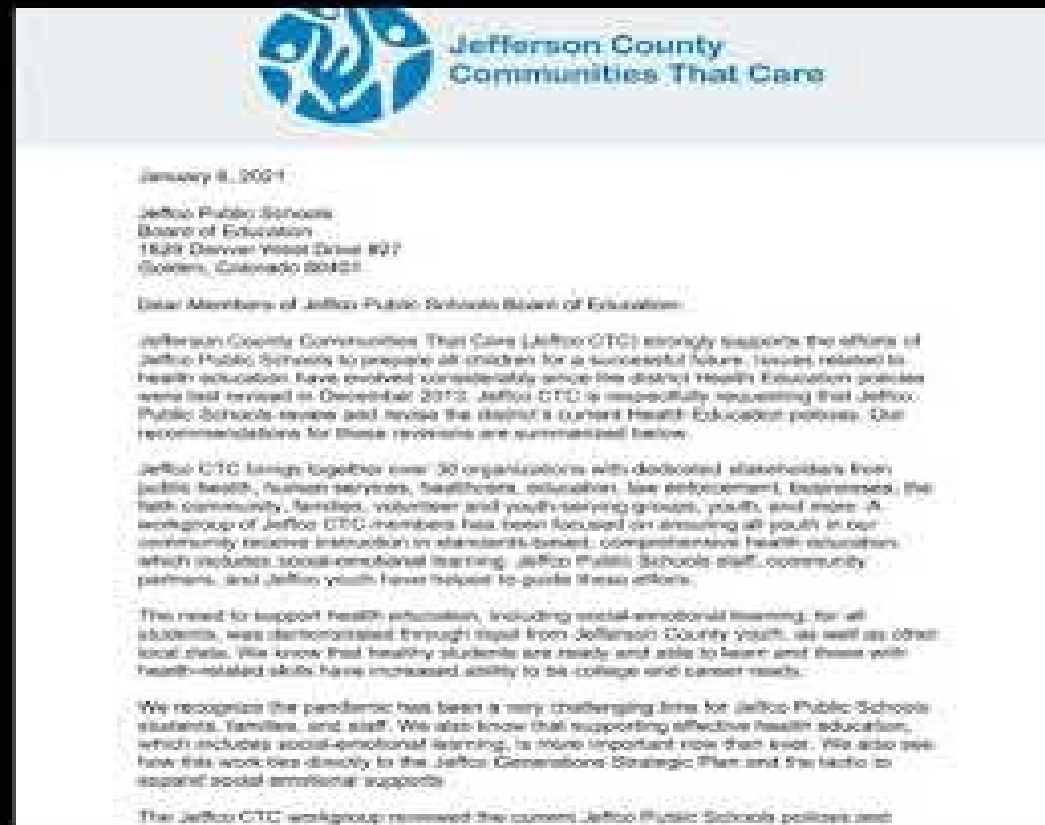 Jefferson County
Communities That Care
January 6, 2021
Jeffco Public Schools
Board of Education
1829 Denver West Drive #27
Golden, Colorado 80401
Dear Members of Jeffco Public Schools Board of Education:
Jefferson County Communities That Care (Jeffco CTC) strongly supports the efforts of
Jeffco Public Schools to prepare all children for a successful future. Issues related to
health education have evolved considerably since the district Health Education policies
were last revised in December 2013. Jeffco CTC is respectfully requesting that Jeffco
Public Schools review and revise the district's current Health Education policies. Our
recommendations for these revisions are summarized below.
Jeffco CTC brings together over 30 organizations with dedicated stakeholders from
public health, human services, healthcare, education, law enforcement, businesses, the
faith community, families, volunteer and youth-serving groups, youth, and more. A
workgroup of Jeffco CTC members has been focused on ensuring all youth in our
community receive instruction in standards-based, comprehensive health education,
which includes social-emotional learning. Jeffco Public Schools staff, community
partners, and Jeffco youth have helped to guide these efforts.
The need to support health education, including social-emotional learning, for all
students, was demonstrated through input from Jefferson County youth, as well as other
local data. We know that healthy students are ready and able to learn and those with
health-related skills have increased ability to be college and career ready.
We recognize the pandemic has been a very challenging time for Jeffco Public Schools
students, families, and staff. We also know that supporting effective health education,
which includes social-emotional learning, is more important now than ever. We also see
how this work ties directly to the Jeffco Generations Strategic Plan and the tactic to
expand social emotional supports.
The Jeffco CTC workgroup reviewed the current Jeffco Public Schools policies and